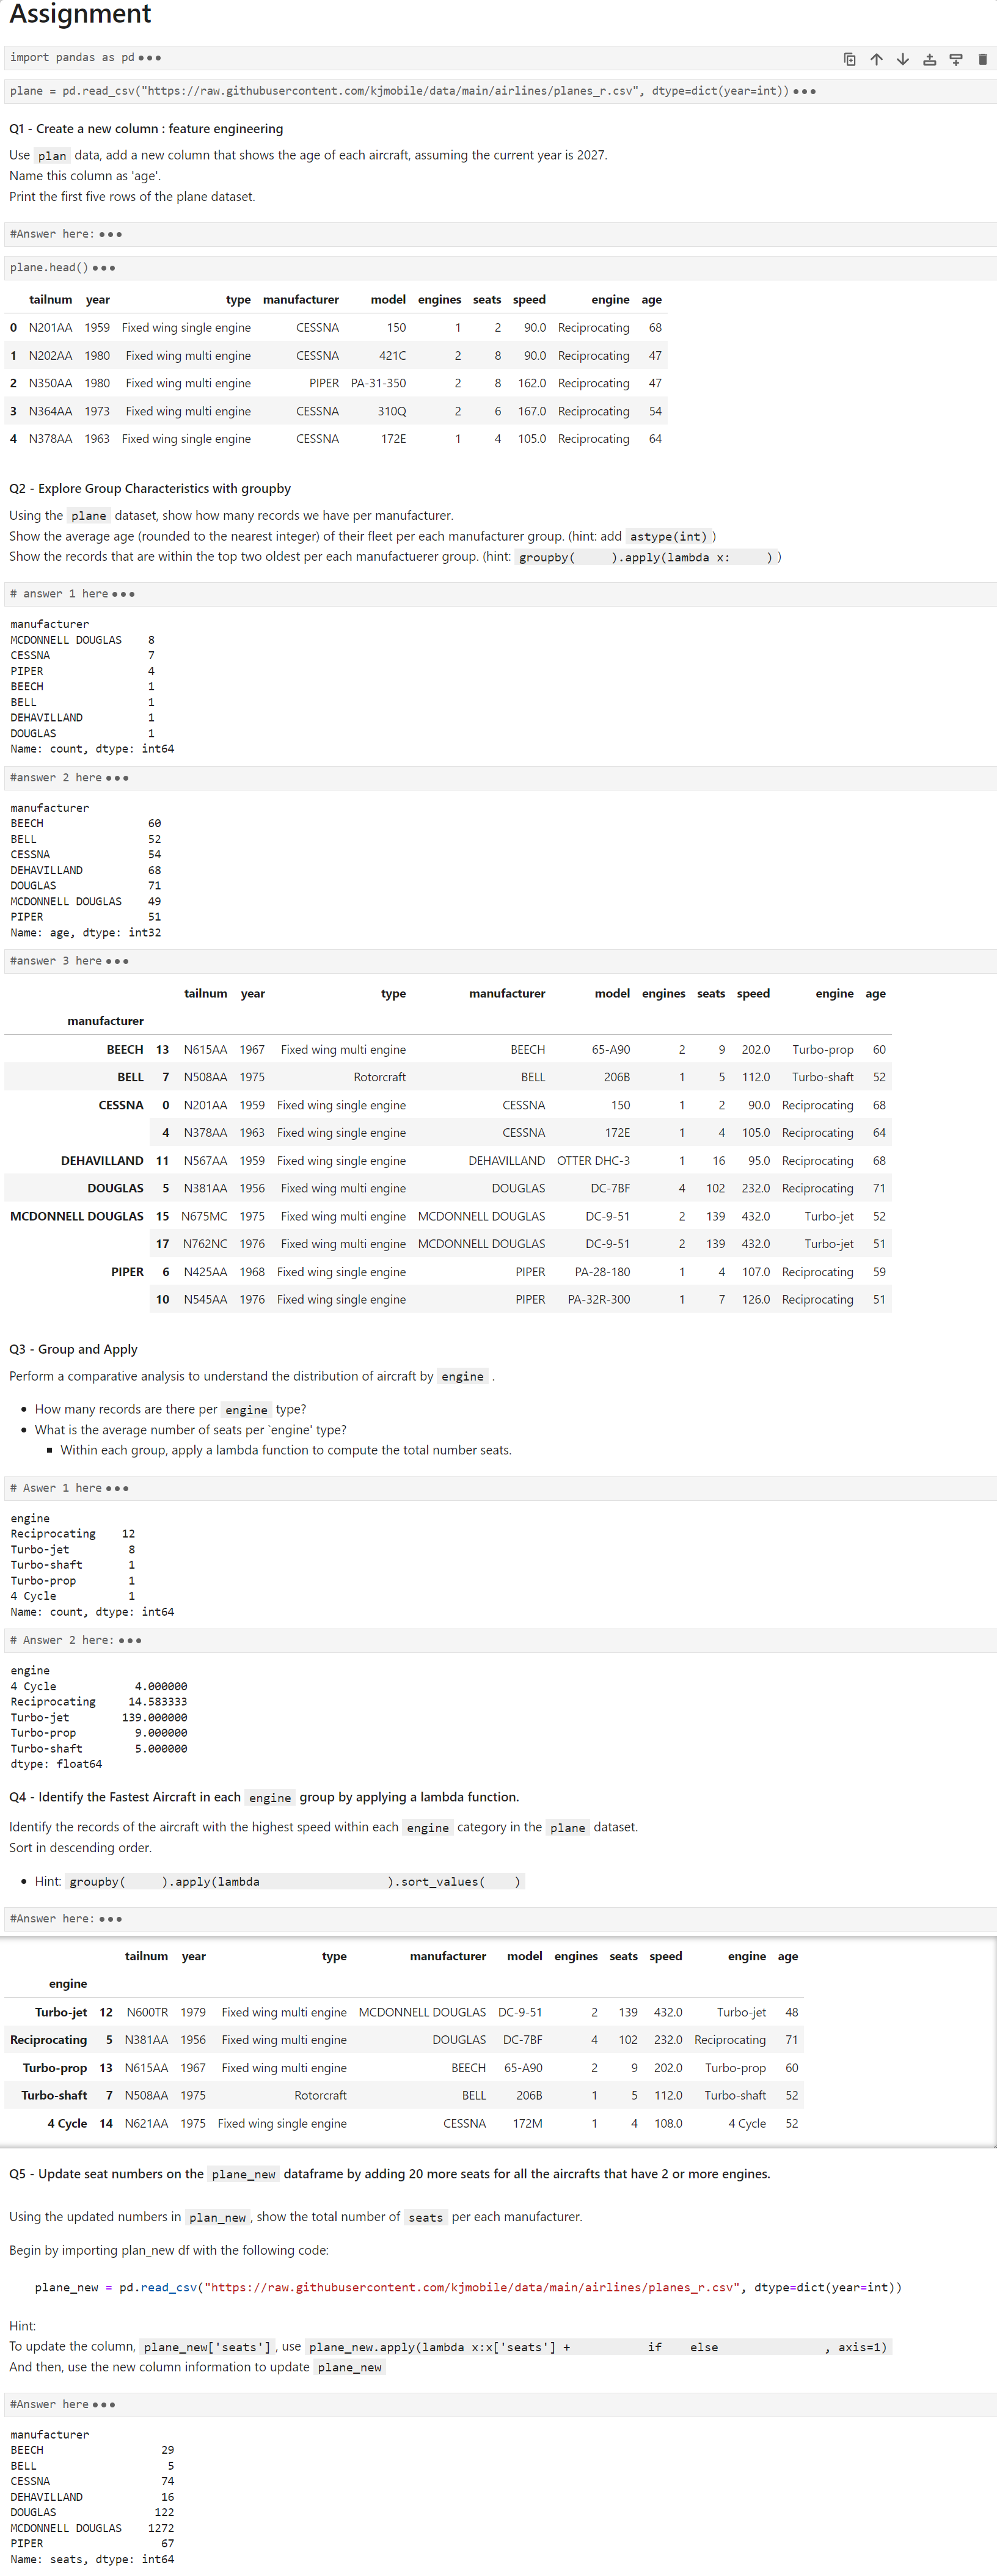 Assignment
import pandas as pd •••
plane = pd.read_csv("https://raw.githubusercontent.com/kjmobile/data/main/airlines/planes_r.csv", dtype=dict(year=int)) •••
Q1 - Create a new column : feature engineering
Use plan data, add a new column that shows the age of each aircraft, assuming the current year is 2027.
Name this column as 'age'.
Print the first five rows of the plane dataset.
#Answer here: •••
plane.head() •••
tailnum year type manufacturer model engines seats speed engine age
0 N201AA 1959 Fixed wing single engine CESSNA 150 1 2 90.0 Reciprocating 68
1 N202AA 1980 Fixed wing multi engine CESSNA 421C 2 8 90.0 Reciprocating 47
2 N350AA 1980 Fixed wing multi engine PIPER PA-31-350 2 8 162.0 Reciprocating 47
3 N364AA 1973 Fixed wing multi engine CESSNA 310Q 2 6 167.0 Reciprocating 54
4 N378AA 1963 Fixed wing single engine CESSNA 172E 1 4 105.0 Reciprocating 64
Q2 - Explore Group Characteristics with groupby
Using the plane dataset, show how many records we have per manufacturer.
Show the average age (rounded to the nearest integer) of their fleet per each manufacturer group. (hint: add astype(int) )
Show the records that are within the top two oldest per each manufactuerer group. (hint: groupby( ).apply(lambda x: ) )
# answer 1 here •••
manufacturer
MCDONNELL DOUGLAS 8
CESSNA 7
PIPER 4
BEECH 1
BELL 1
DEHAVILLAND 1
DOUGLAS 1
Name: count, dtype: int64
#answer 2 here •••
manufacturer
BEECH 60
BELL 52
CESSNA 54
DEHAVILLAND 68
DOUGLAS 71
MCDONNELL DOUGLAS 49
PIPER 51
Name: age, dtype: int32
#answer 3 here •••
tailnum year type manufacturer model engines seats speed engine age
manufacturer
BEECH 13 N615AA 1967 Fixed wing multi engine BEECH 65-A90 2 9 202.0 Turbo-prop 60
BELL 7 N508AA 1975 Rotorcraft BELL 206B 1 5 112.0 Turbo-shaft 52
CESSNA 0 N201AA 1959 Fixed wing single engine CESSNA 150 1 2 90.0 Reciprocating 68
4 N378AA 1963 Fixed wing single engine CESSNA 172E 1 4 105.0 Reciprocating 64
DEHAVILLAND 11 N567AA 1959 Fixed wing single engine DEHAVILLAND OTTER DHC-3 1 16 95.0 Reciprocating 68
DOUGLAS 5 N381AA 1956 Fixed wing multi engine DOUGLAS DC-7BF 4 102 232.0 Reciprocating 71
MCDONNELL DOUGLAS 15 N675MC 1975 Fixed wing multi engine MCDONNELL DOUGLAS DC-9-51 2 139 432.0 Turbo-jet 52
17 N762NC 1976 Fixed wing multi engine MCDONNELL DOUGLAS DC-9-51 2 139 432.0 Turbo-jet 51
PIPER 6 N425AA 1968 Fixed wing single engine PIPER PA-28-180 1 4 107.0 Reciprocating 59
10 N545AA 1976 Fixed wing single engine PIPER PA-32R-300 1 7 126.0 Reciprocating 51
Q3 - Group and Apply
Perform a comparative analysis to understand the distribution of aircraft by engine .
• How many records are there per engine type?
• What is the average number of seats per `engine' type?
▪ Within each group, apply a lambda function to compute the total number seats.
# Aswer 1 here •••
engine
Reciprocating 12
Turbo-jet 8
Turbo-shaft 1
Turbo-prop 1
4 Cycle 1
Name: count, dtype: int64
# Answer 2 here: •••
engine
4 Cycle 4.000000
Reciprocating 14.583333
Turbo-jet 139.000000
Turbo-prop 9.000000
Turbo-shaft 5.000000
dtype: float64
Q4 - Identify the Fastest Aircraft in each engine group by applying a lambda function.
Identify the records of the aircraft with the highest speed within each engine category in the plane dataset.
Sort in descending order.
• Hint: groupby( ).apply(lambda ).sort_values( )
#Answer here: •••
tailnum year type manufacturer model engines seats speed engine age
engine
Turbo-jet 12 N600TR 1979 Fixed wing multi engine MCDONNELL DOUGLAS DC-9-51 2 139 432.0 Turbo-jet 48
Reciprocating 5 N381AA 1956 Fixed wing multi engine DOUGLAS DC-7BF 4 102 232.0 Reciprocating 71
Turbo-prop 13 N615AA 1967 Fixed wing multi engine BEECH 65-A90 2 9 202.0 Turbo-prop 60
Turbo-shaft 7 N508AA 1975 Rotorcraft BELL 206B 1 5 112.0 Turbo-shaft 52
4 Cycle 14 N621AA 1975 Fixed wing single engine CESSNA 172M 1 4 108.0 4 Cycle 52
Q5 - Update seat numbers on the plane_new dataframe by adding 20 more seats for all the aircrafts that have 2 or more engines.
Using the updated numbers in plan_new , show the total number of seats per each manufacturer.
Begin by importing plan_new df with the following code:
plane_new = pd.read_csv("https://raw.githubusercontent.com/kjmobile/data/main/airlines/planes_r.csv", dtype=dict(year=int))
Hint:
To update the column, plane_new['seats'] , use plane_new.apply(lambda x:x['seats'] + if else , axis=1)
And then, use the new column information to update plane_new
#Answer here •••
manufacturer
BEECH 29
BELL 5
CESSNA 74
DEHAVILLAND 16
DOUGLAS 122
MCDONNELL DOUGLAS 1272
PIPER 67
Name: seats, dtype: int64